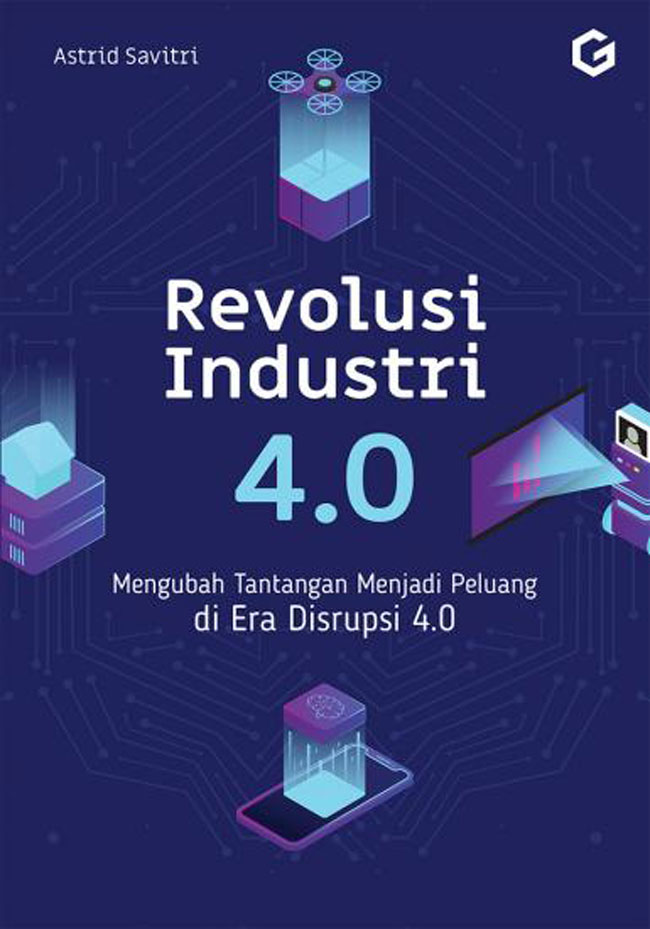 Astrid Savitri
Revolusi
Industri
4.0
Mengubah Tantangan Menjadi Peluang
di Era Disrupsi 4.0